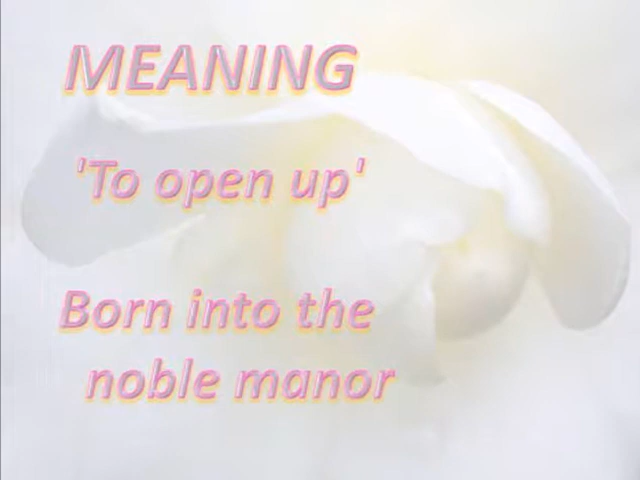 MEANING
'To open up'
Born into the
noble manor